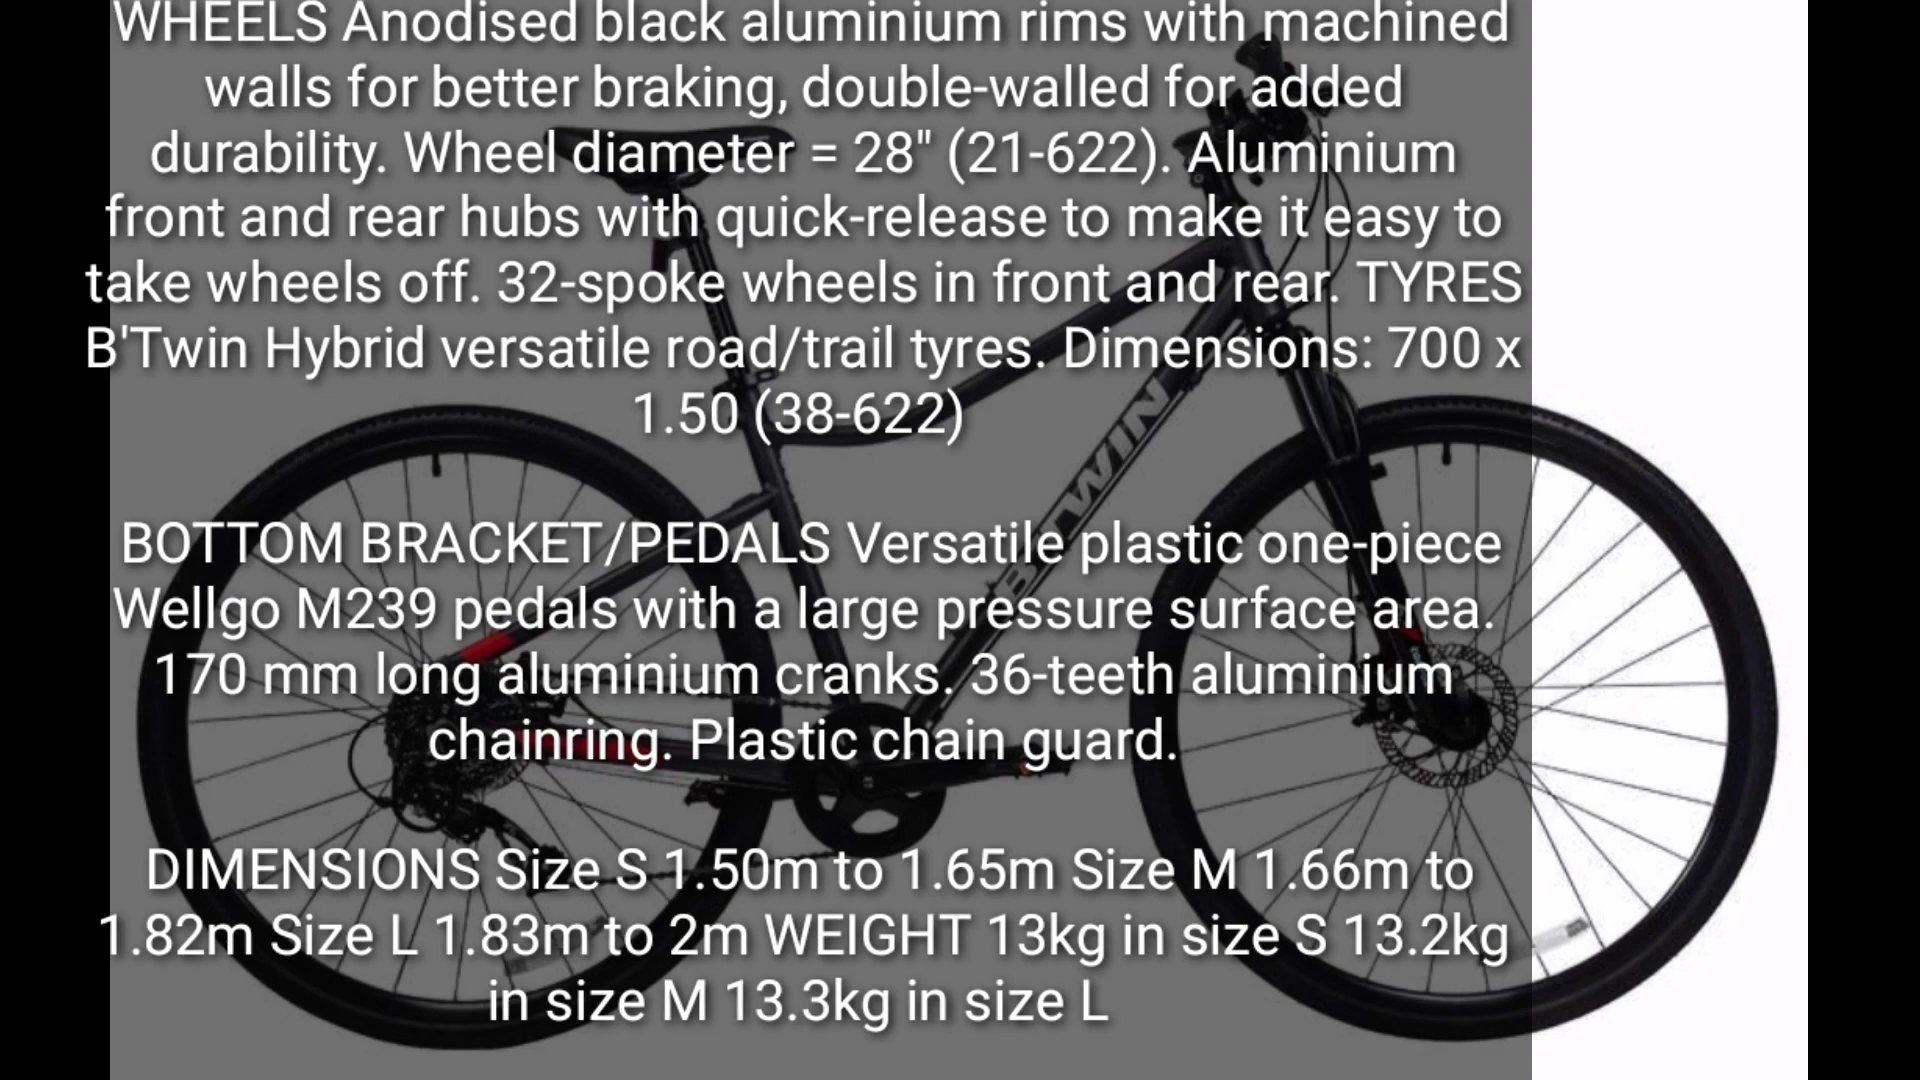 WHEELS Anodised black aluminium rims with machined
walls for better braking, double-walled for added
durability. Wheel diameter = 28" (21-622). Aluminium
front and rear hubs with quick-release to make it easy to
take wheels off. 32-spoke wheels in front and rear. TYRES
B'Twin Hybrid versatile road/trail tyres. Dimensions: 700 x
1.50 (38-622)
BOTTOM BRACKET/PEDALS Versatile plastic one-piece
Wellgo M239 pedals with a large pressure surface area.
170 mm long aluminium cranks. 36-teeth aluminium
chainring. Plastic chain guard.
DIMENSIONS Size S 1.50m to 1.65m Size M 1.66m to
1.82m Size L 1.83m to 2m WEIGHT 13kg in size S 13.2kg
in size M 13.3kg in size L
B'TWIN